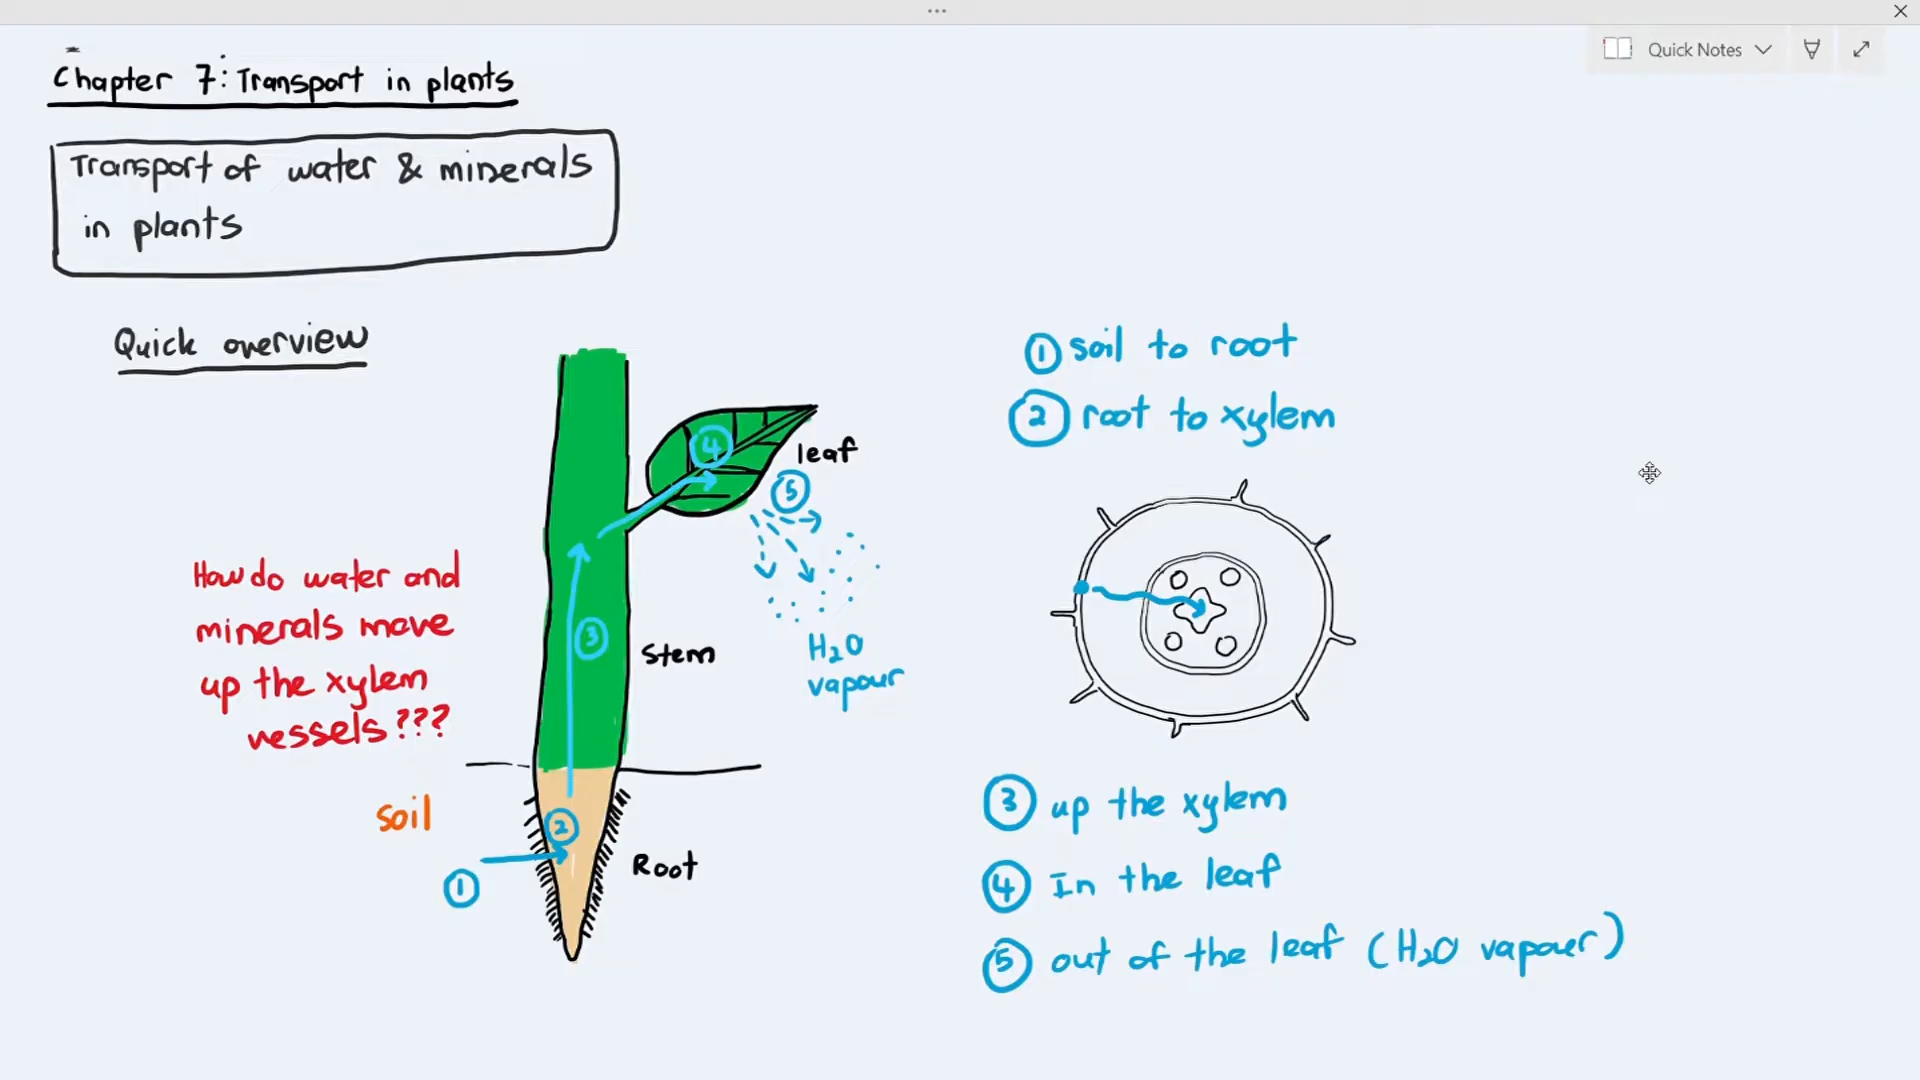 Quick Notes
Chapter 7: Transport in plants
Transport of water & minerals
in plants
Quick overview
① soil to root
② root to xylem
④
leaf
⑤
How do water and
minerals move
up the xylem
vessels???
③
Stem
H₂O
vapour
soil
②
①
Root
③ up the xylem
④ In the leaf
⑤ out of the leaf (H₂O vapour)